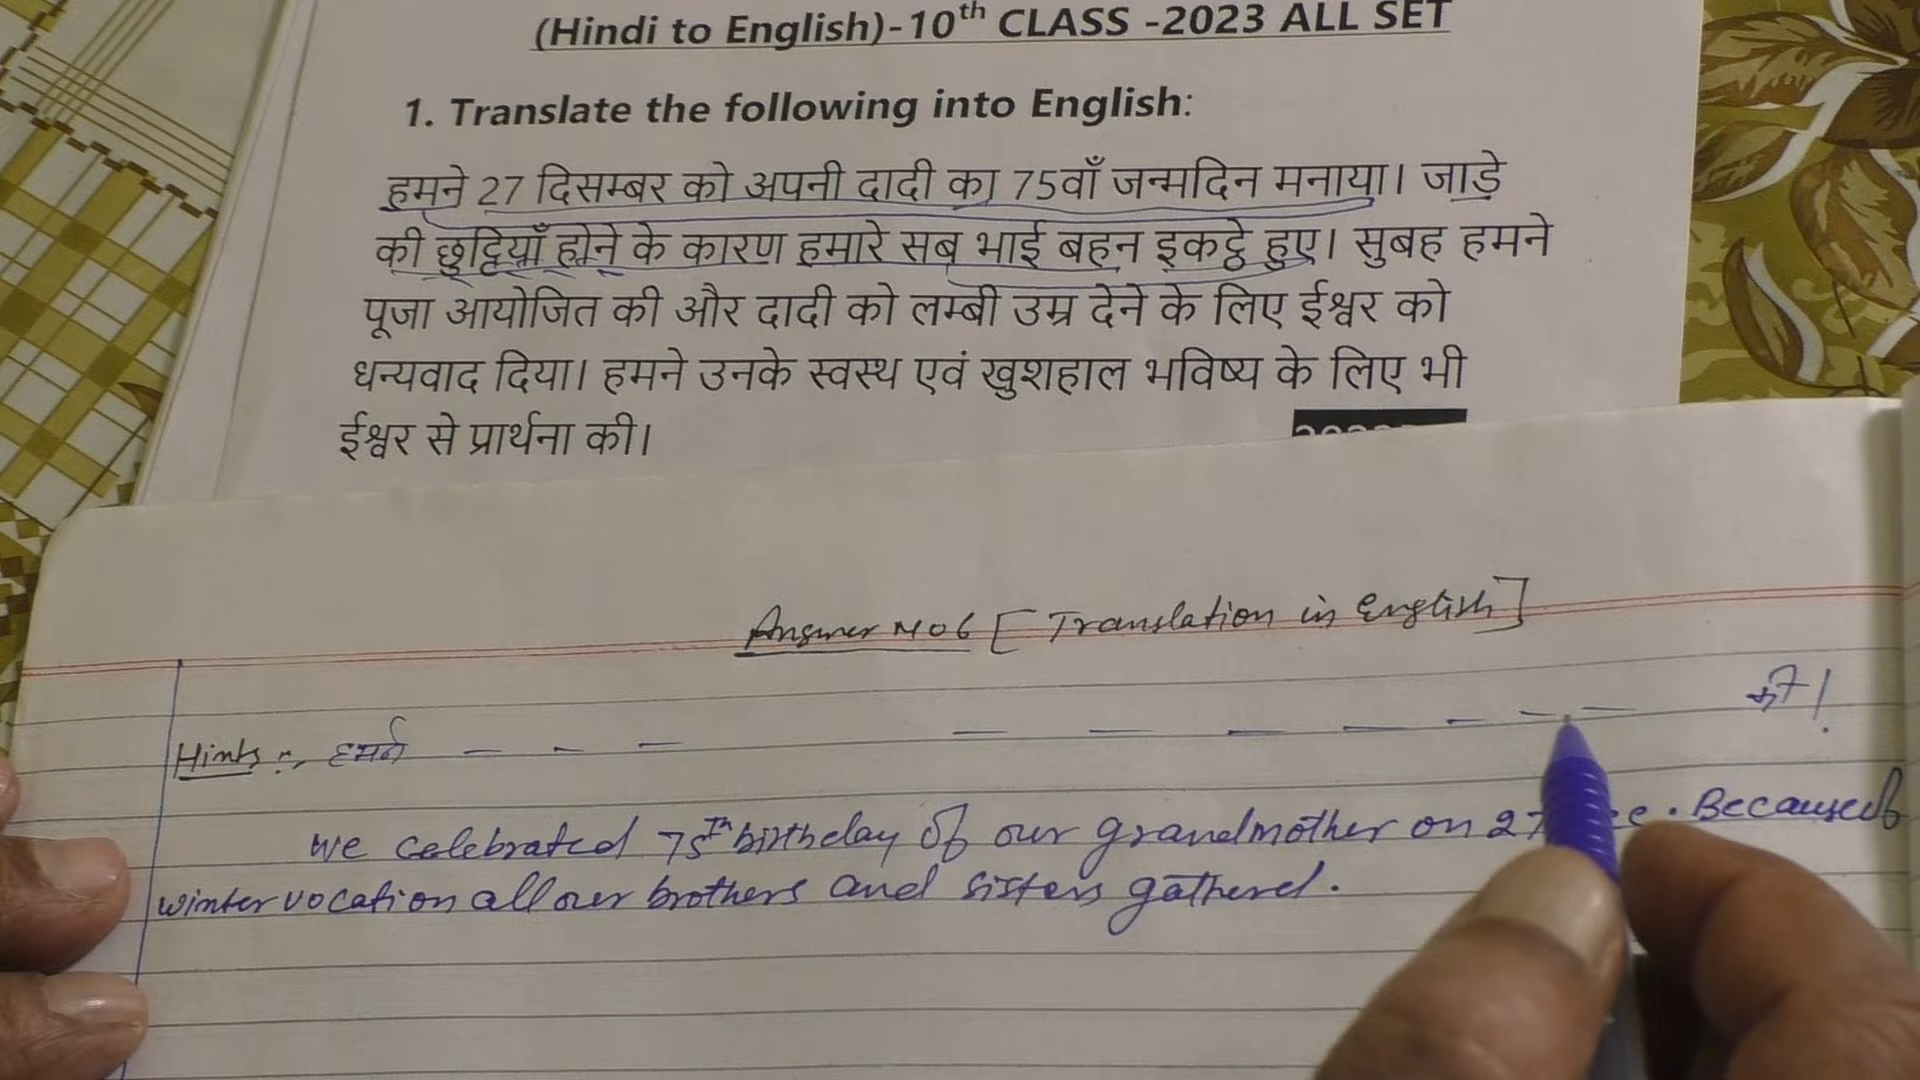 (Hindi to English)-10th CLASS -2023 ALL SET
1. Translate the following into English:
हमने 27 दिसम्बर को अपनी दादी का 75वाँ जन्मदिन मनाया। जाड़े
की छुट्टियाँ होने के कारण हमारे सब भाई बहन इकट्ठे हुए। सुबह हमने
पूजा आयोजित की और दादी को लम्बी उम्र देने के लिए ईश्वर को
धन्यवाद दिया। हमने उनके स्वस्थ एवं खुशहाल भविष्य के लिए भी
ईश्वर से प्रार्थना की।
Answer No 6 [Translation in English]
Hints :- हमने — — — — — — — — — — की।
We celebrated 75th birthday of our grandmother on 27 . Because of
winter vocation all our brothers and sisters gathered.